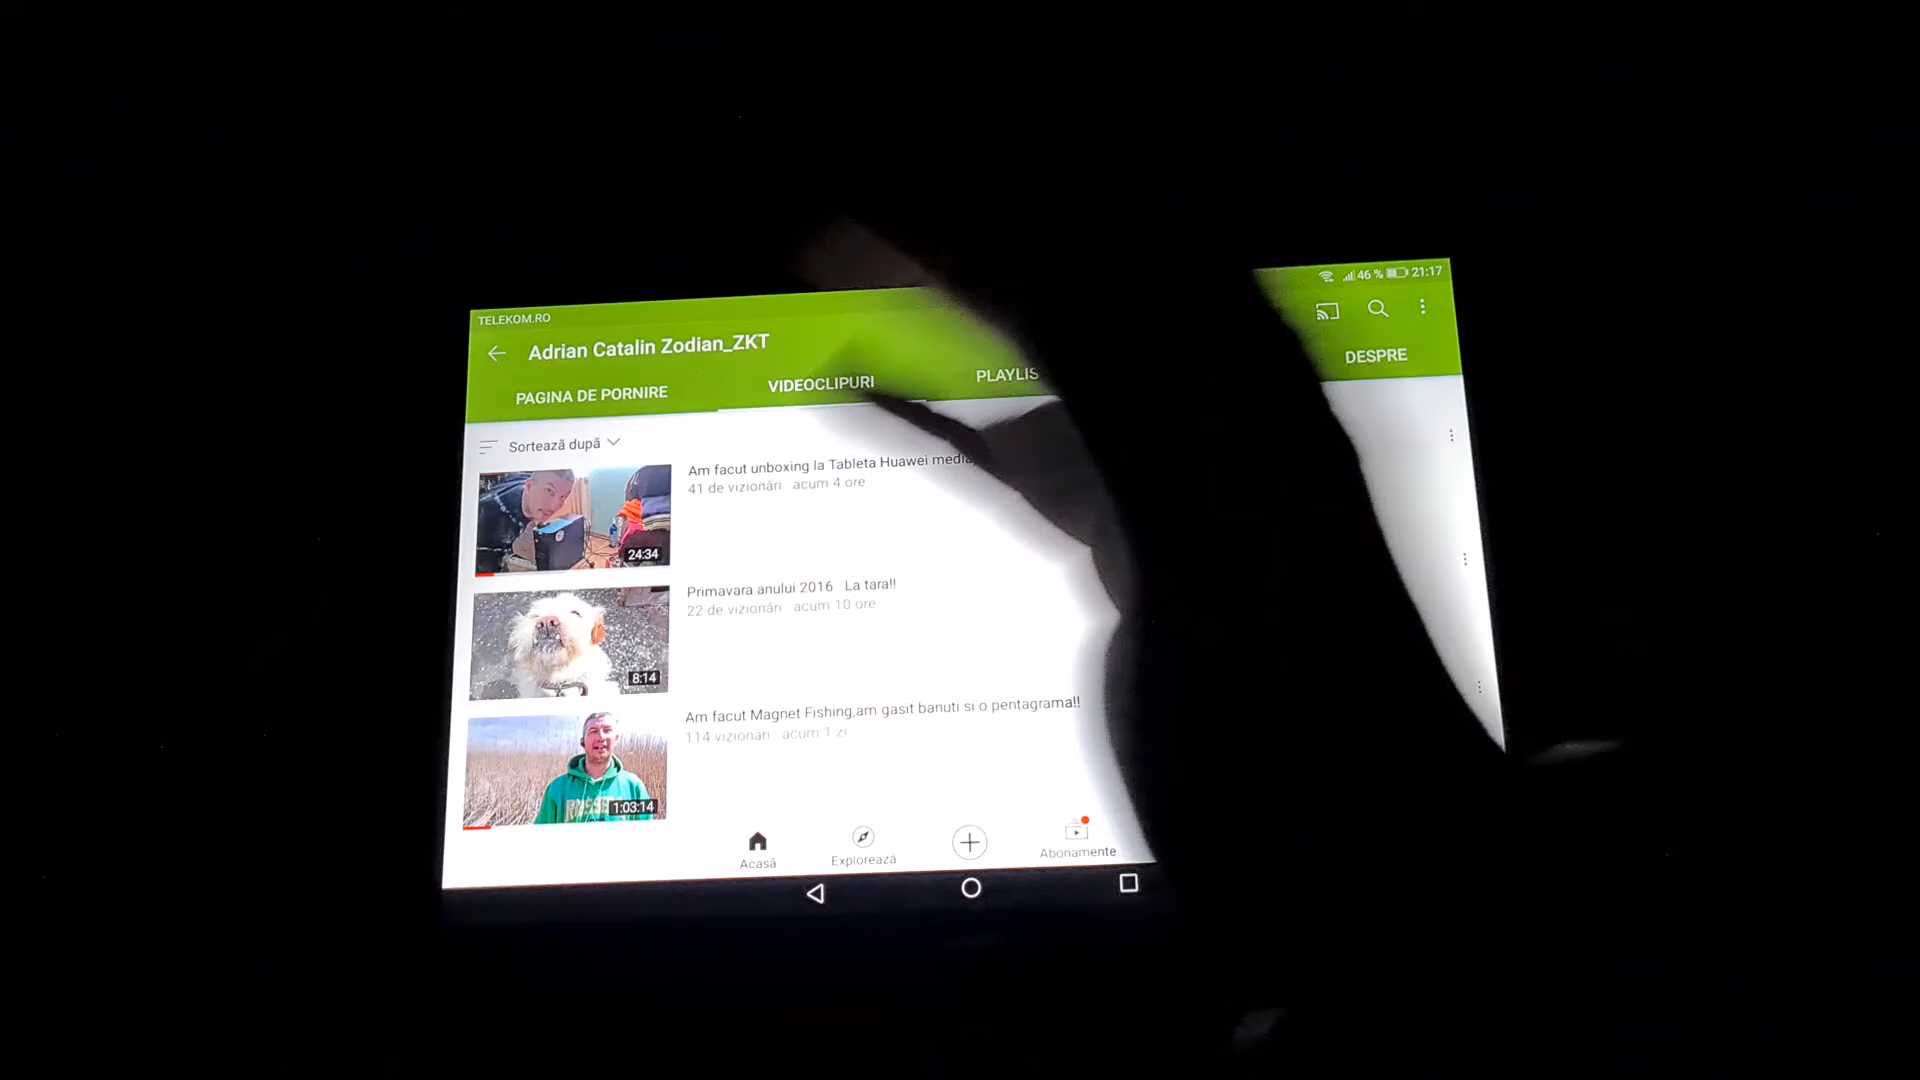 TELEKOM.RO
46 % 21:17
Adrian Catalin Zodian_ZKT
PAGINA DE PORNIRE
VIDEOCLIPURI
PLAYLIS
DESPRE
Sortează după
Am facut unboxing la Tableta Huawei media
41 de vizionări acum 4 ore
24:34
Primavara anului 2016 La tara!!
22 de vizionări acum 10 ore
8:14
Am facut Magnet Fishing,am gasit banuti si o pentagrama!!
114 vizionări acum 1 zi
1:03:14
Acasă
Explorează
Abonamente